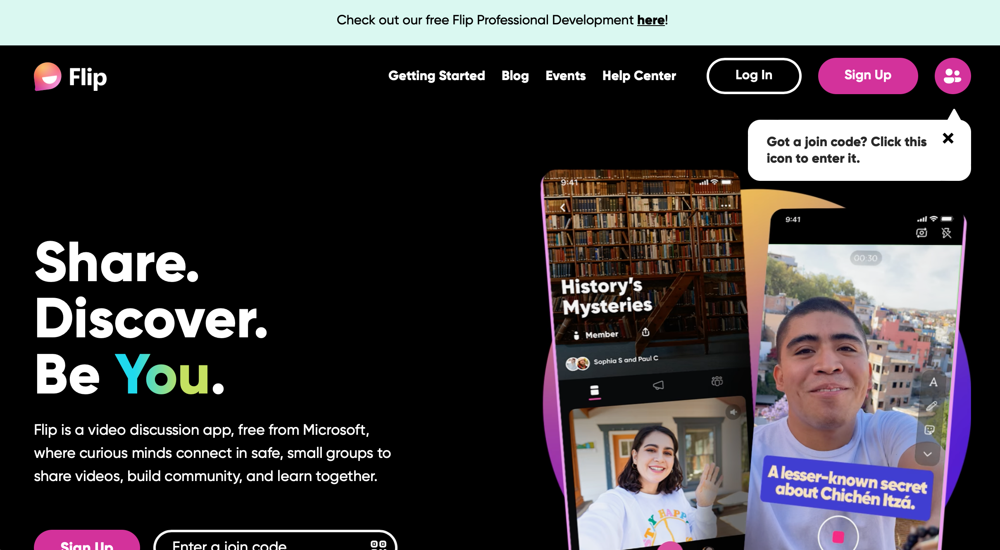 Check out our free Flip Professional Development here!
Flip
Getting Started
Blog
Events
Help Center
Log In
Sign Up
Got a join code? Click this
icon to enter it.
Share.
Discover.
Be You.
Flip is a video discussion app, free from Microsoft,
where curious minds connect in safe, small groups to
share videos, build community, and learn together.
Sign Up
Enter a join code
9:41
History's
Mysteries
Member
Sophia S and Paul C
9:41
00:30
A
A lesser-known secret
about Chichén Itzá.